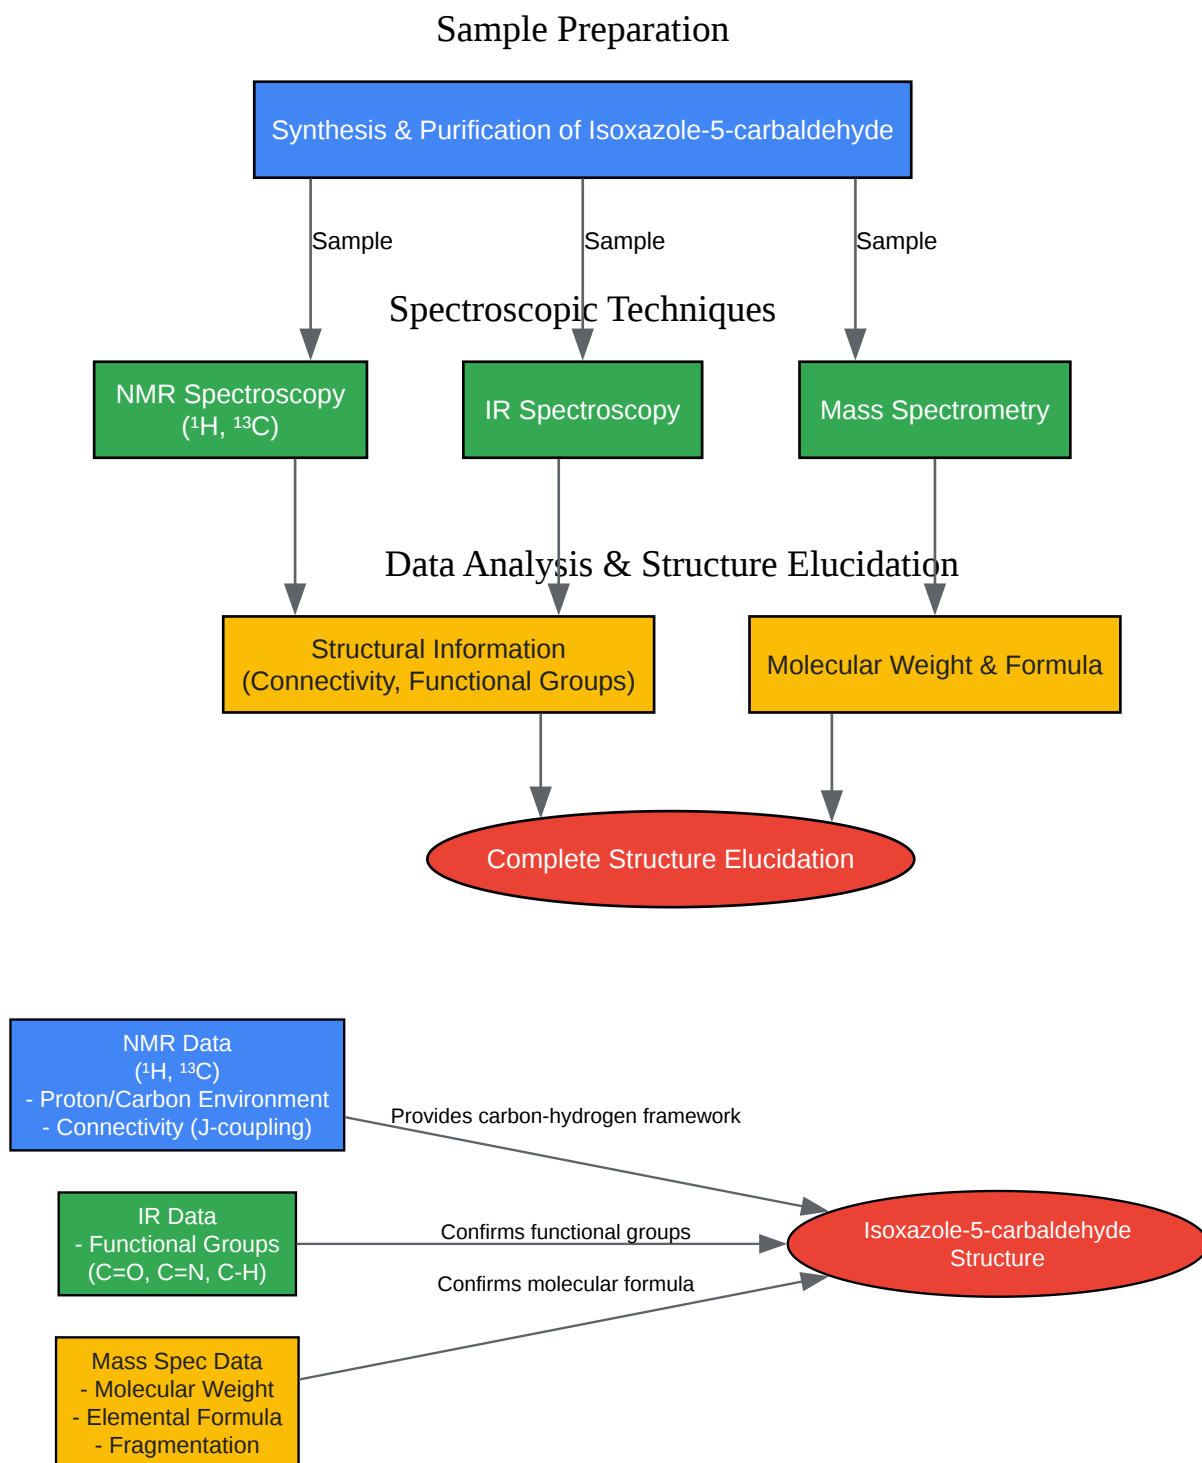 Sample Preparation
Synthesis & Purification of Isoxazole-5-carbaldehyde
Sample
Sample
Sample
Spectroscopic Techniques
NMR Spectroscopy
(¹H, ¹³C)
IR Spectroscopy
Mass Spectrometry
Data Analysis & Structure Elucidation
Structural Information
(Connectivity, Functional Groups)
Molecular Weight & Formula
Complete Structure Elucidation
NMR Data
(¹H, ¹³C)
- Proton/Carbon Environment
- Connectivity (J-coupling)
Provides carbon-hydrogen framework
IR Data
- Functional Groups
(C=O, C=N, C-H)
Confirms functional groups
Isoxazole-5-carbaldehyde
Structure
Confirms molecular formula
Mass Spec Data
- Molecular Weight
- Elemental Formula
- Fragmentation